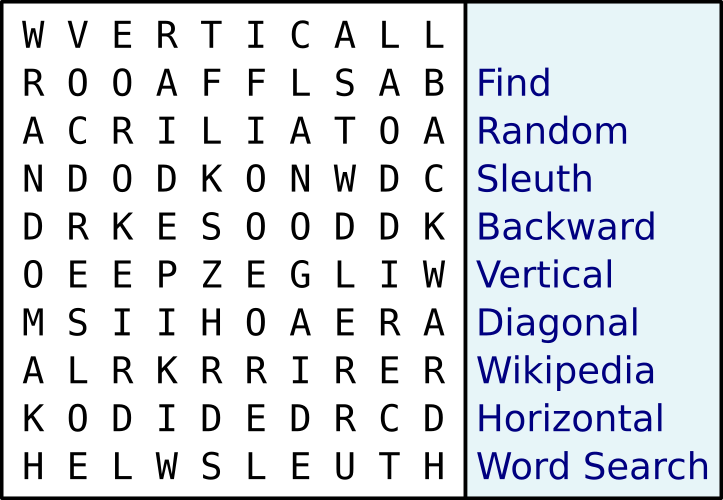 W V E R T I C A L L
R O O A F F L S A B Find
A C R I L I A T O A Random
N D O D K O N W D C Sleuth
D R K E S O O D D K Backward
O E E P Z E G L I W Vertical
M S I I H O A E R A Diagonal
A L R K R R I R E R Wikipedia
K O D I D E D R C D Horizontal
H E L W S L E U T H Word Search